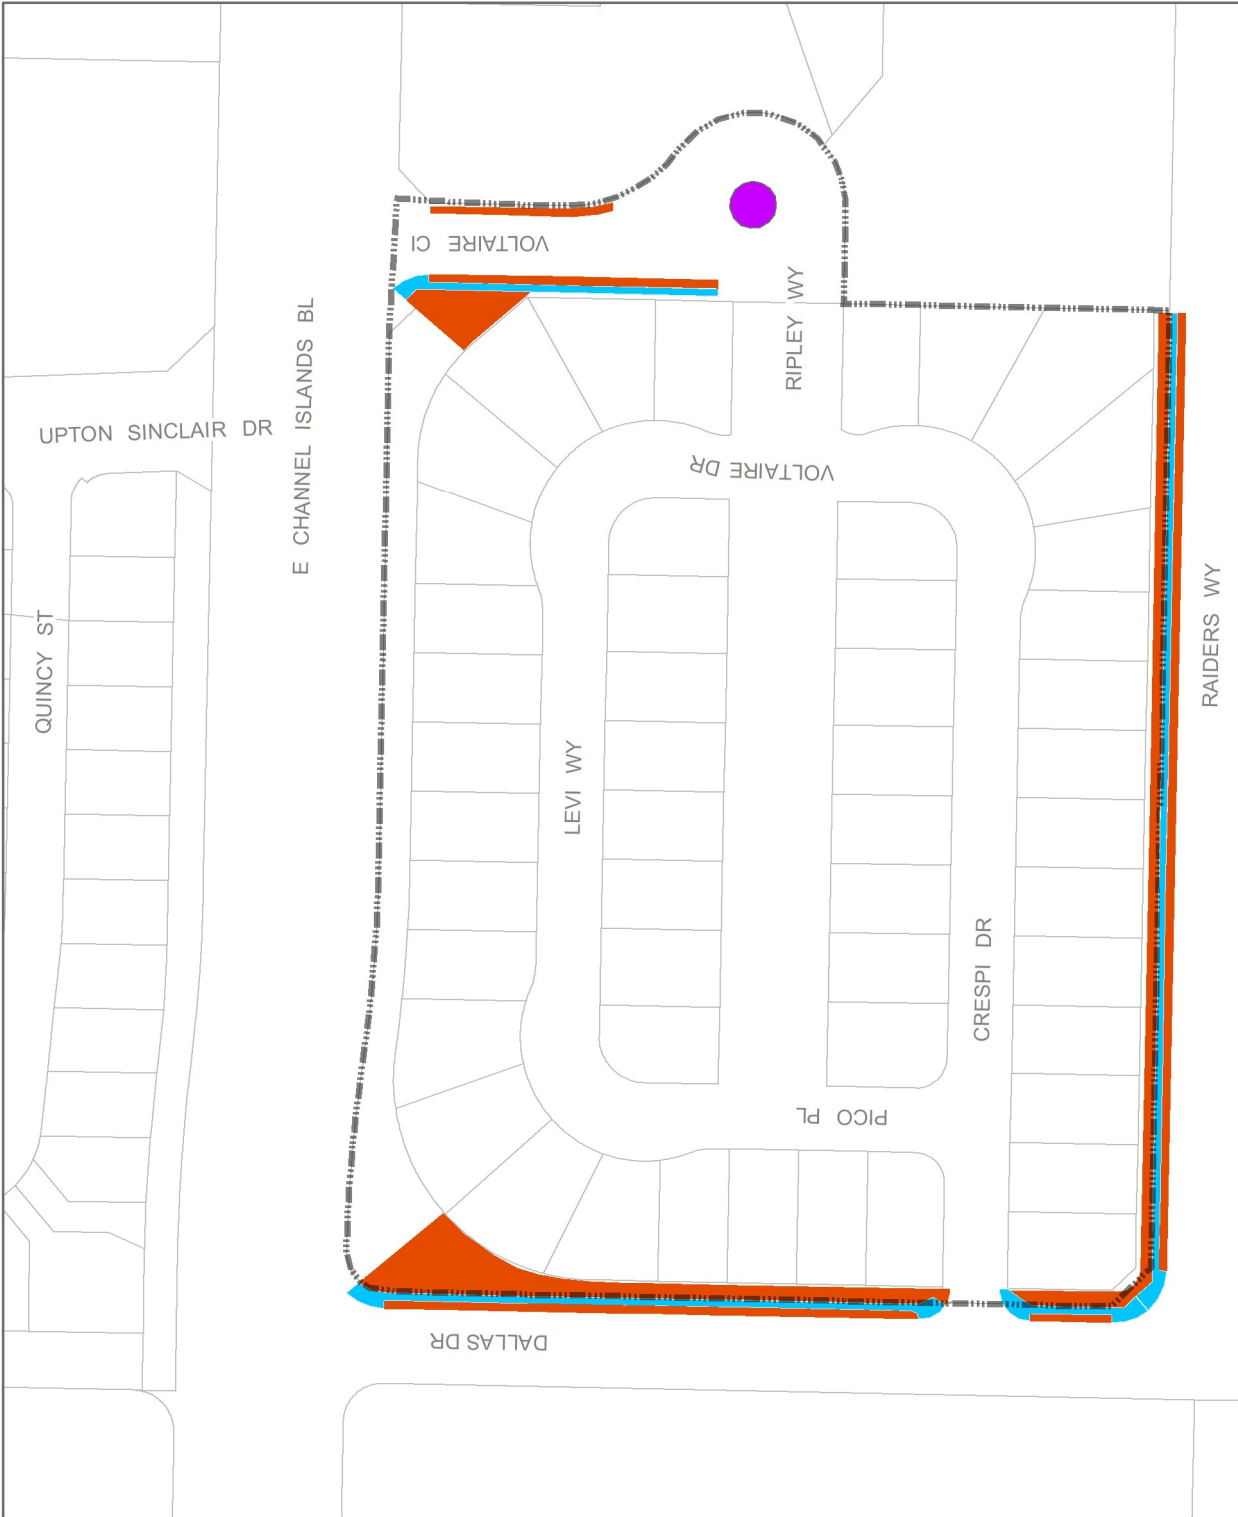 VOLTAIRE CI
RIPLEY WY
E CHANNEL ISLANDS BL
UPTON SINCLAIR DR
VOLTAIRE DR
QUINCY ST
RAIDERS WY
LEVI WY
CRESPI DR
PICO PL
DALLAS DR